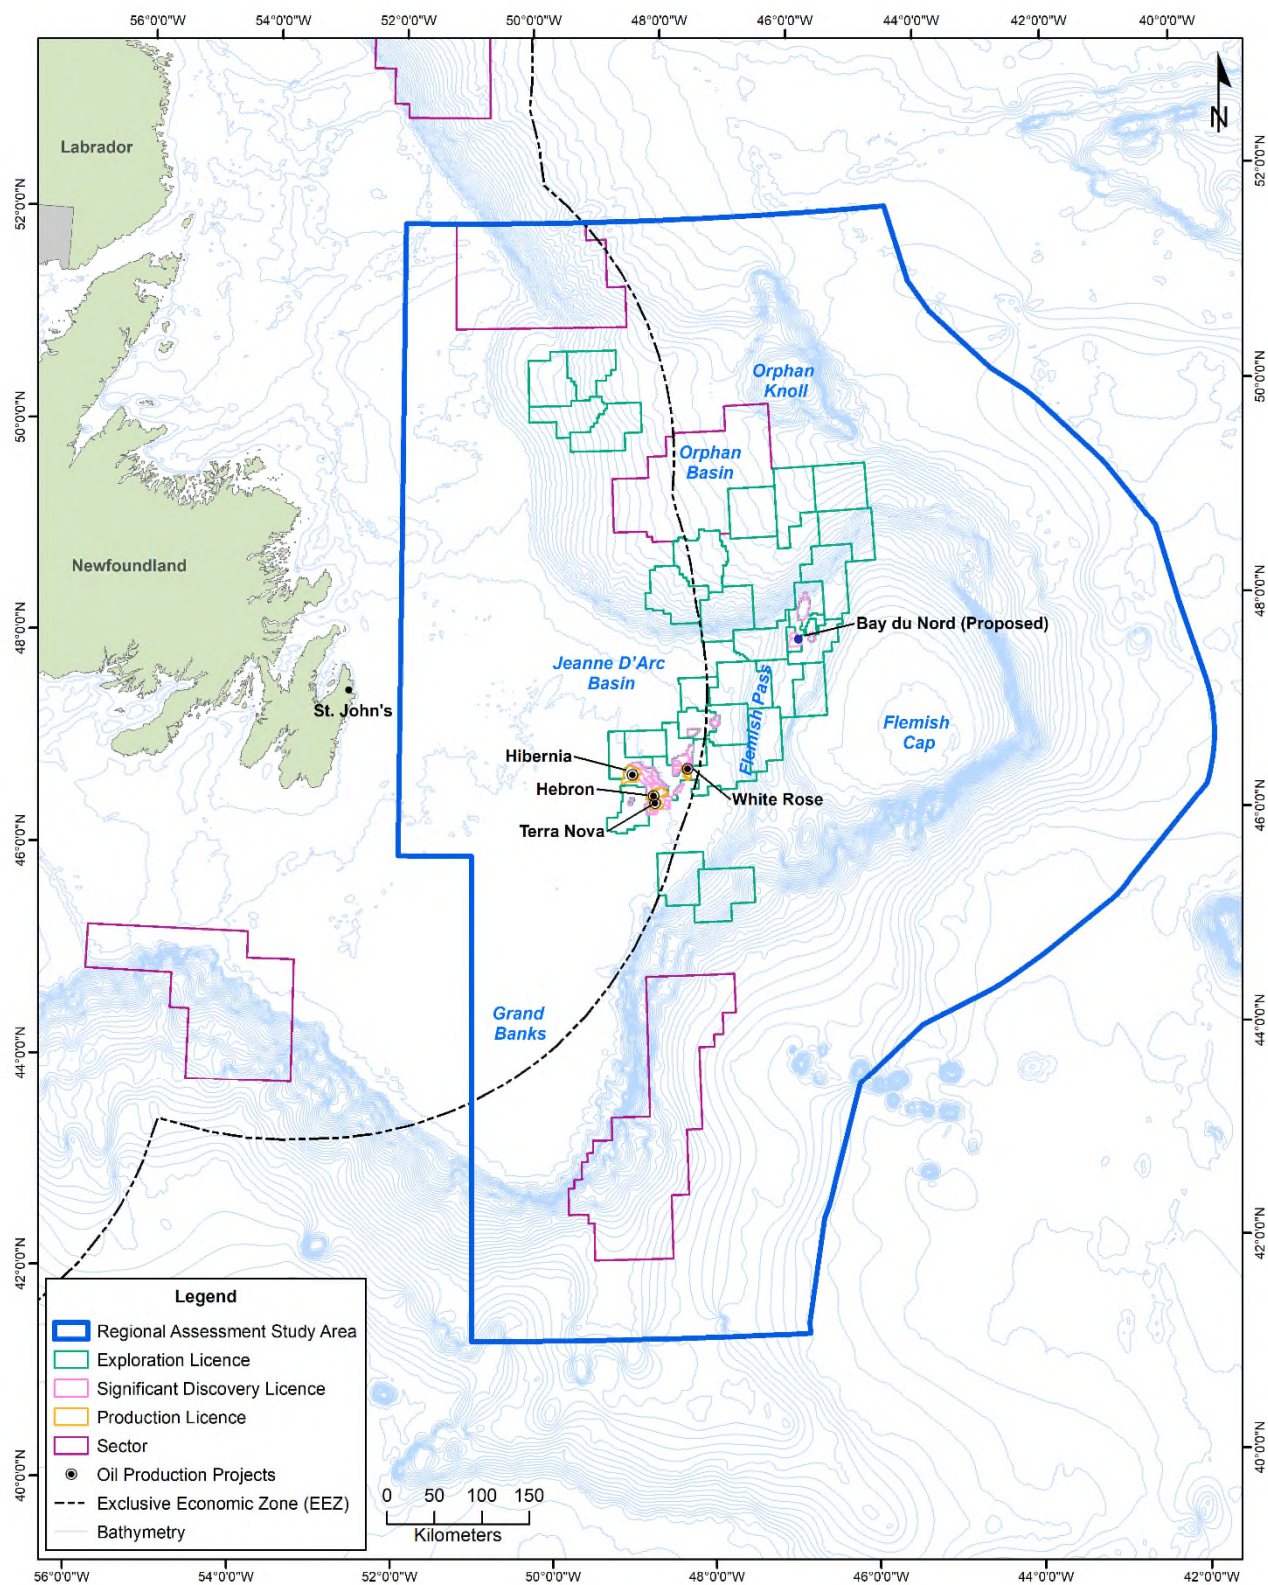 56°0'0"W 54°0'0"W 52°0'0"W 50°0'0"W 48°0'0"W 46°0'0"W 44°0'0"W 42°0'0"W 40°0'0"W
N
Labrador
52°0'0"N
52°0'0"N
Orphan
Knoll
50°0'0"N
50°0'0"N
Orphan
Basin
Newfoundland
48°0'0"N
48°0'0"N
Bay du Nord (Proposed)
Jeanne D'Arc
Basin
Flemish Pass
St. John's
Flemish
Cap
Hibernia
Hebron
White Rose
Terra Nova
46°0'0"N
46°0'0"N
Grand
Banks
44°0'0"N
44°0'0"N
42°0'0"N
42°0'0"N
Legend
Regional Assessment Study Area
Exploration Licence
Significant Discovery Licence
Production Licence
Sector
Oil Production Projects
Exclusive Economic Zone (EEZ)
Bathymetry
40°0'0"N
40°0'0"N
0 50 100 150
Kilometers
56°0'0"W 54°0'0"W 52°0'0"W 50°0'0"W 48°0'0"W 46°0'0"W 44°0'0"W 42°0'0"W